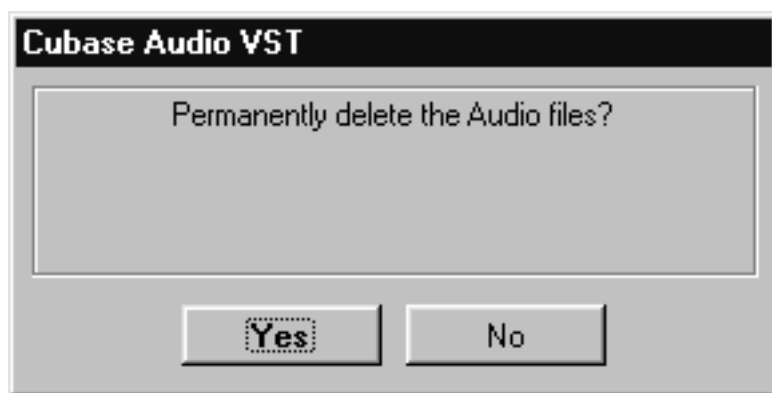 Cubase Audio VST
Permanently delete the Audio files?
Yes
No